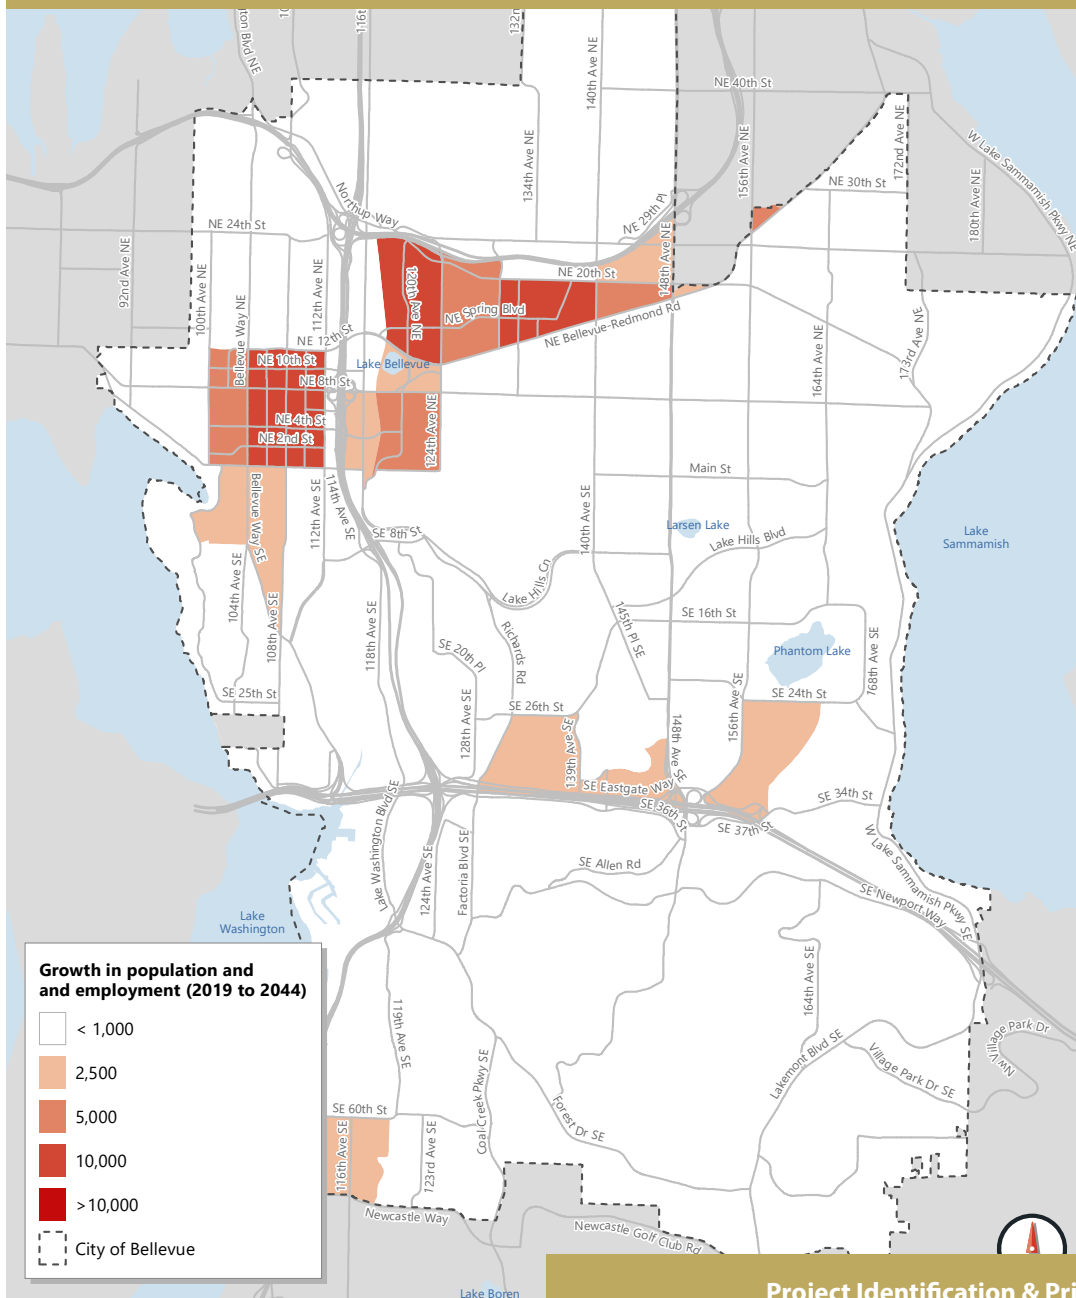 ton Blvd NE
10
116t
132n
140th Ave NE
NE 40th St
156th Ave NE
172nd Ave NE
W Lake Sammamish Pkwy NE
134th Ave NE
NE 30th St
180th Ave NE
Northup Way
NE 29th Pl
NE 24th St
92nd Ave NE
100th Ave NE
112th Ave NE
120th Ave NE
NE 20th St
148th Ave NE
Bellevue Way NE
NE 12th St
NE Spring Blvd
NE Bellevue-Redmond Rd
164th Ave NE
173rd Ave NE
NE 10th St
Lake Bellevue
NE 8th St
NE 4th St
NE 2nd St
124th Ave NE
Main St
Bellevue Way SE
112th Ave SE
114th Ave SE
SE 8th St
140th Ave SE
Larsen Lake
Lake Hills Blvd
Lake
Sammamish
104th Ave SE
108th Ave SE
118th Ave SE
Lake Hills Cn
Richards Rd
145th Pl SE
SE 16th St
Phantom Lake
168th Ave SE
SE 20th Pl
SE 25th St
SE 26th St
SE 24th St
128th Ave SE
139th Ave SE
148th Ave SE
156th Ave SE
SE Eastgate Way
SE 36th St
SE 37th St
SE 34th St
Lake Washington Blvd SE
124th Ave SE
Factoria Blvd SE
SE Allen Rd
W Lake Sammamish Pkwy SE
SE Newport Way
Lake
Washington
164th Ave SE
119th Ave SE
Coal Creek Pkwy SE
Forest Dr SE
Lakemont Blvd SE
Village Park Dr SE
NW Village Park Dr
SE 60th St
116th Ave SE
123rd Ave SE
Newcastle Way
Newcastle Golf Club Rd
Lake Boren
Growth in population and
and employment (2019 to 2044)
< 1,000
2,500
5,000
10,000
>10,000
City of Bellevue
Project Identification & Pri